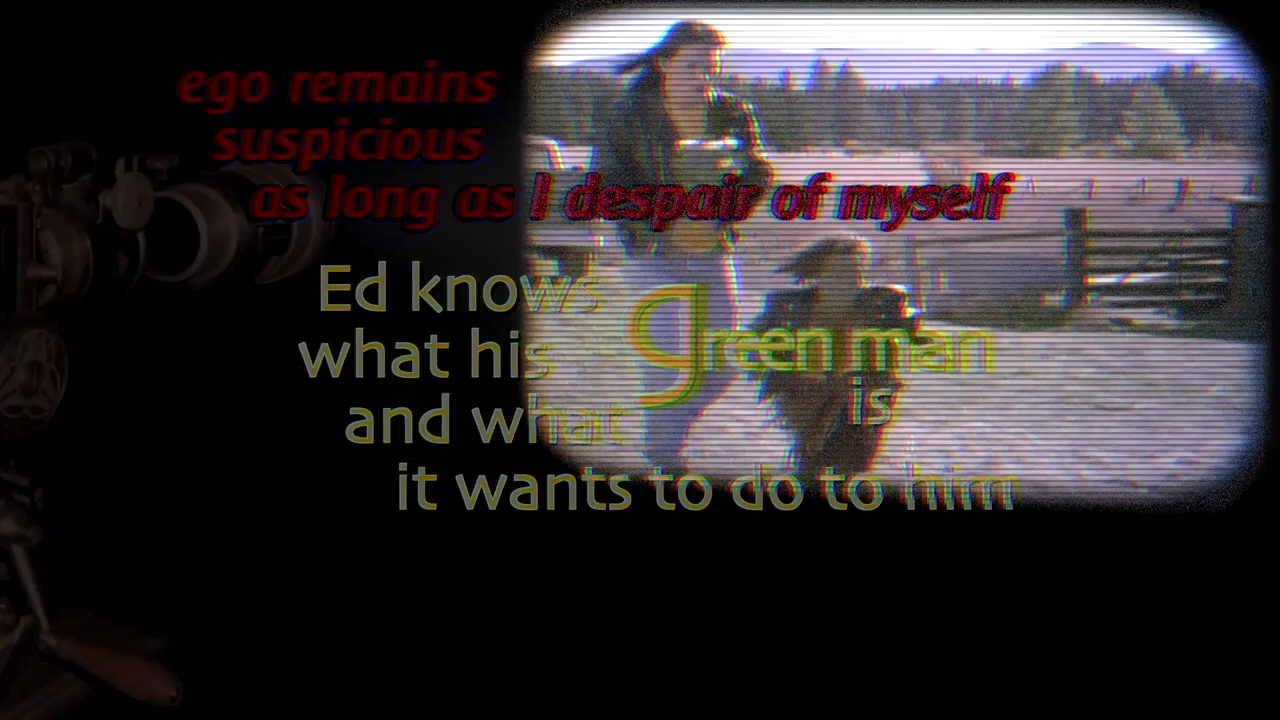 ego remains
suspicious
as long as I despair of myself
Ed knows
what his green man
is
and what
it wants to do to him